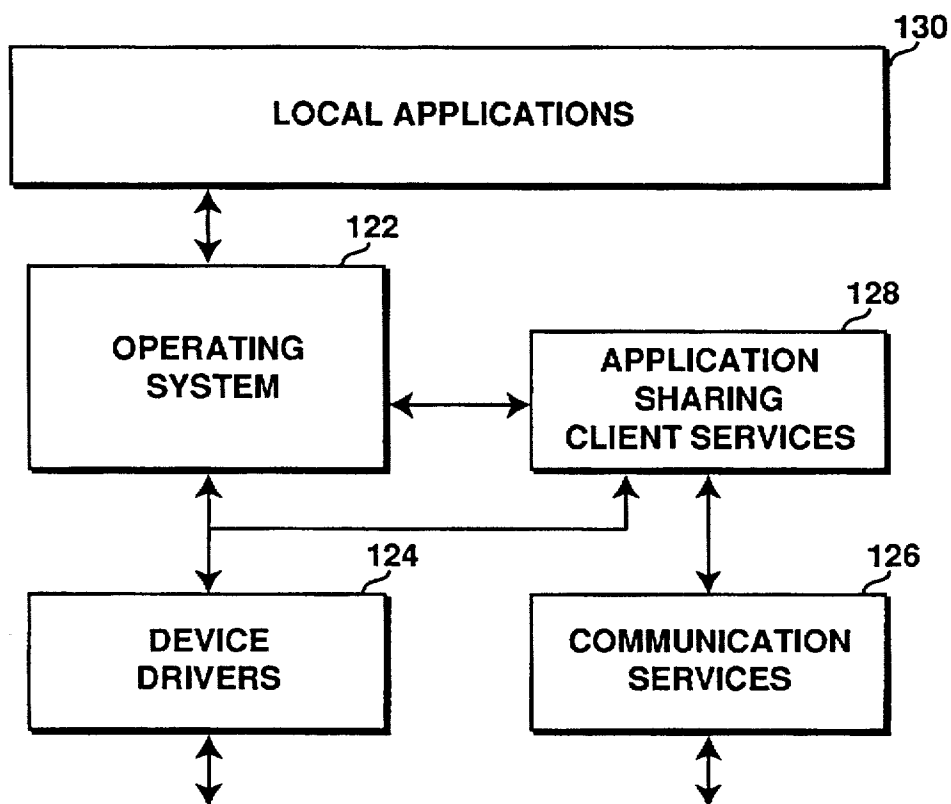 130
LOCAL APPLICATIONS
122
OPERATING
SYSTEM
128
APPLICATION
SHARING
CLIENT SERVICES
124
DEVICE
DRIVERS
126
COMMUNICATION
SERVICES